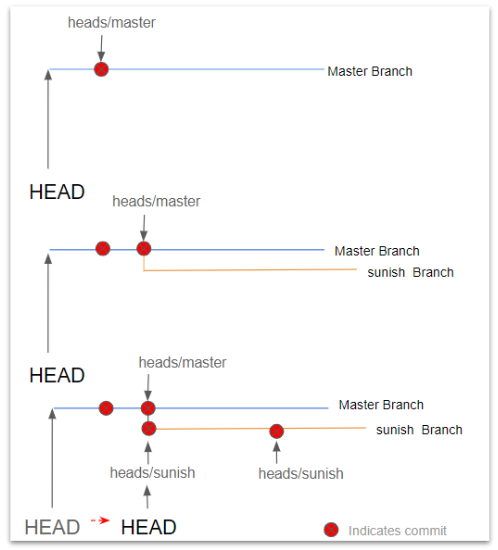 heads/master
Master Branch
HEAD
heads/master
Master Branch
sunish Branch
HEAD
heads/master
Master Branch
sunish Branch
heads/sunish
heads/sunish
HEAD HEAD
Indicates commit